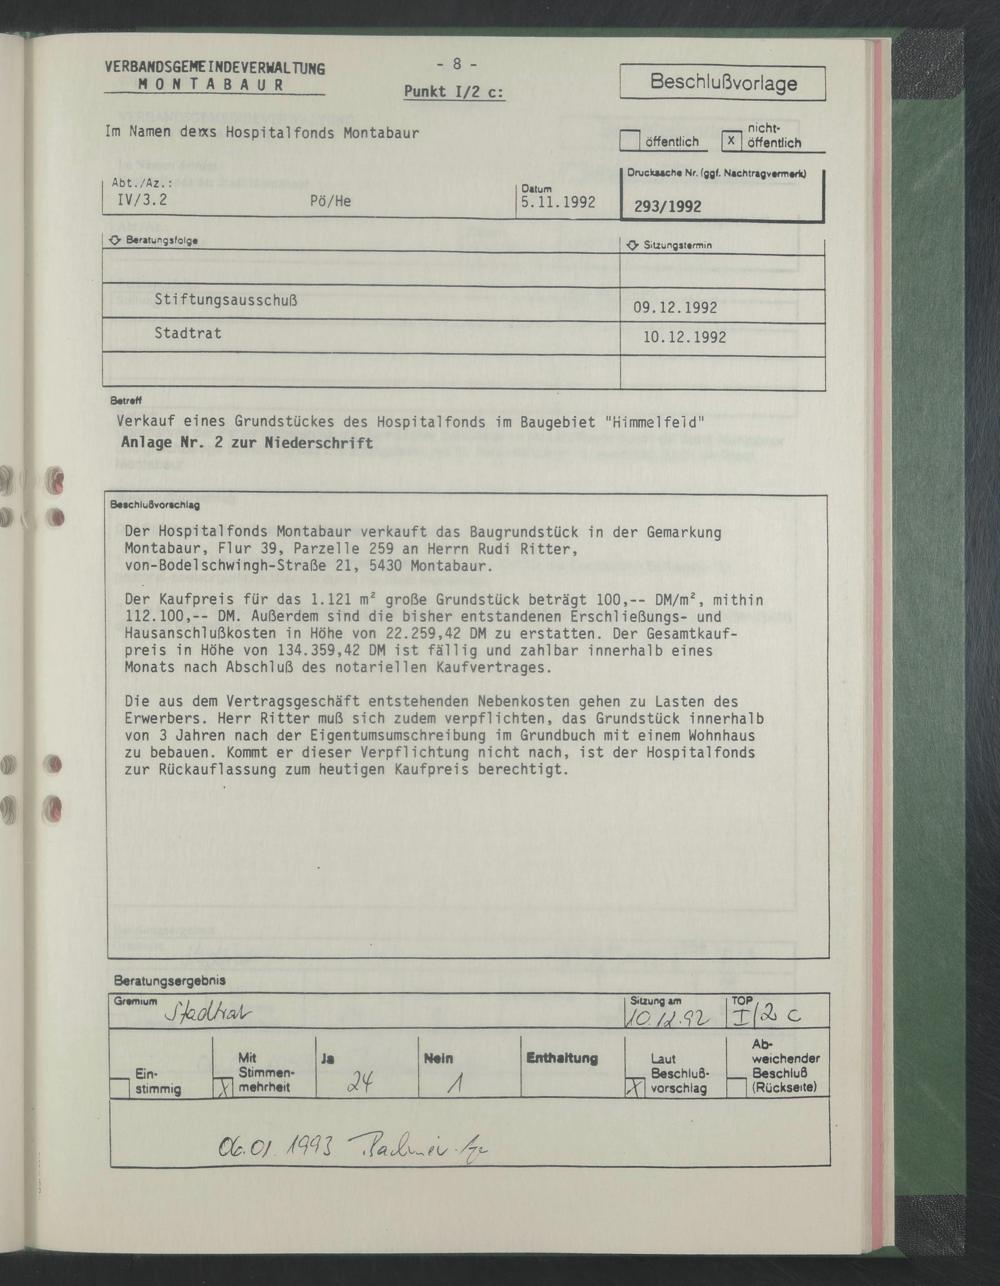 VERBANDSGEMEINDEVERWALTUNG
MONTABAUR
- 8 -
Punkt I/2 c:
Beschlußvorlage
Im Namen des Hospitalfonds Montabaur
öffentlich
X nicht-
öffentlich
Abt./Az.:
IV/3.2 Pö/He
Datum
5.11.1992
Drucksache Nr. (ggf. Nachtragvermerk)
293/1992
Beratungsfolge
Sitzungstermin
Stiftungsausschuß 09.12.1992
Stadtrat 10.12.1992
Betreff
Verkauf eines Grundstückes des Hospitalfonds im Baugebiet "Himmelfeld"
Anlage Nr. 2 zur Niederschrift
Beschlußvorschlag
Der Hospitalfonds Montabaur verkauft das Baugrundstück in der Gemarkung
Montabaur, Flur 39, Parzelle 259 an Herrn Rudi Ritter,
von-Bodelschwingh-Straße 21, 5430 Montabaur.
Der Kaufpreis für das 1.121 m² große Grundstück beträgt 100,-- DM/m², mithin
112.100,-- DM. Außerdem sind die bisher entstandenen Erschließungs- und
Hausanschlußkosten in Höhe von 22.259,42 DM zu erstatten. Der Gesamtkauf-
preis in Höhe von 134.359,42 DM ist fällig und zahlbar innerhalb eines
Monats nach Abschluß des notariellen Kaufvertrages.
Die aus dem Vertragsgeschäft entstehenden Nebenkosten gehen zu Lasten des
Erwerbers. Herr Ritter muß sich zudem verpflichten, das Grundstück innerhalb
von 3 Jahren nach der Eigentumsumschreibung im Grundbuch mit einem Wohnhaus
zu bebauen. Kommt er dieser Verpflichtung nicht nach, ist der Hospitalfonds
zur Rückauflassung zum heutigen Kaufpreis berechtigt.
Beratungsergebnis
Gremium
Stadtrat
Sitzung am
10.12.92
TOP
I/2 c
Ein-
stimmig
X Mit
Stimmen-
mehrheit
Ja
24
Nein
1
Enthaltung
X Laut
Beschluß-
vorschlag
Ab-
weichender
Beschluß
(Rückseite)
06.01.1993